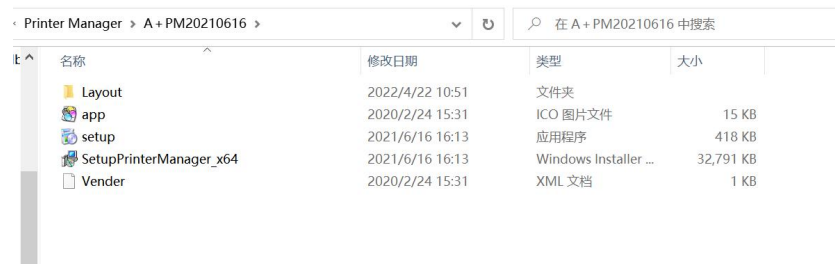 Printer Manager > A+PM20210616 > 在 A+PM20210616 中搜索
名称 修改日期 类型 大小
Layout 2022/4/22 10:51 文件夹
app 2020/2/24 15:31 ICO 图片文件 15 KB
setup 2021/6/16 16:13 应用程序 418 KB
SetupPrinterManager_x64 2021/6/16 16:13 Windows Installer ... 32,791 KB
Vender 2020/2/24 15:31 XML 文档 1 KB